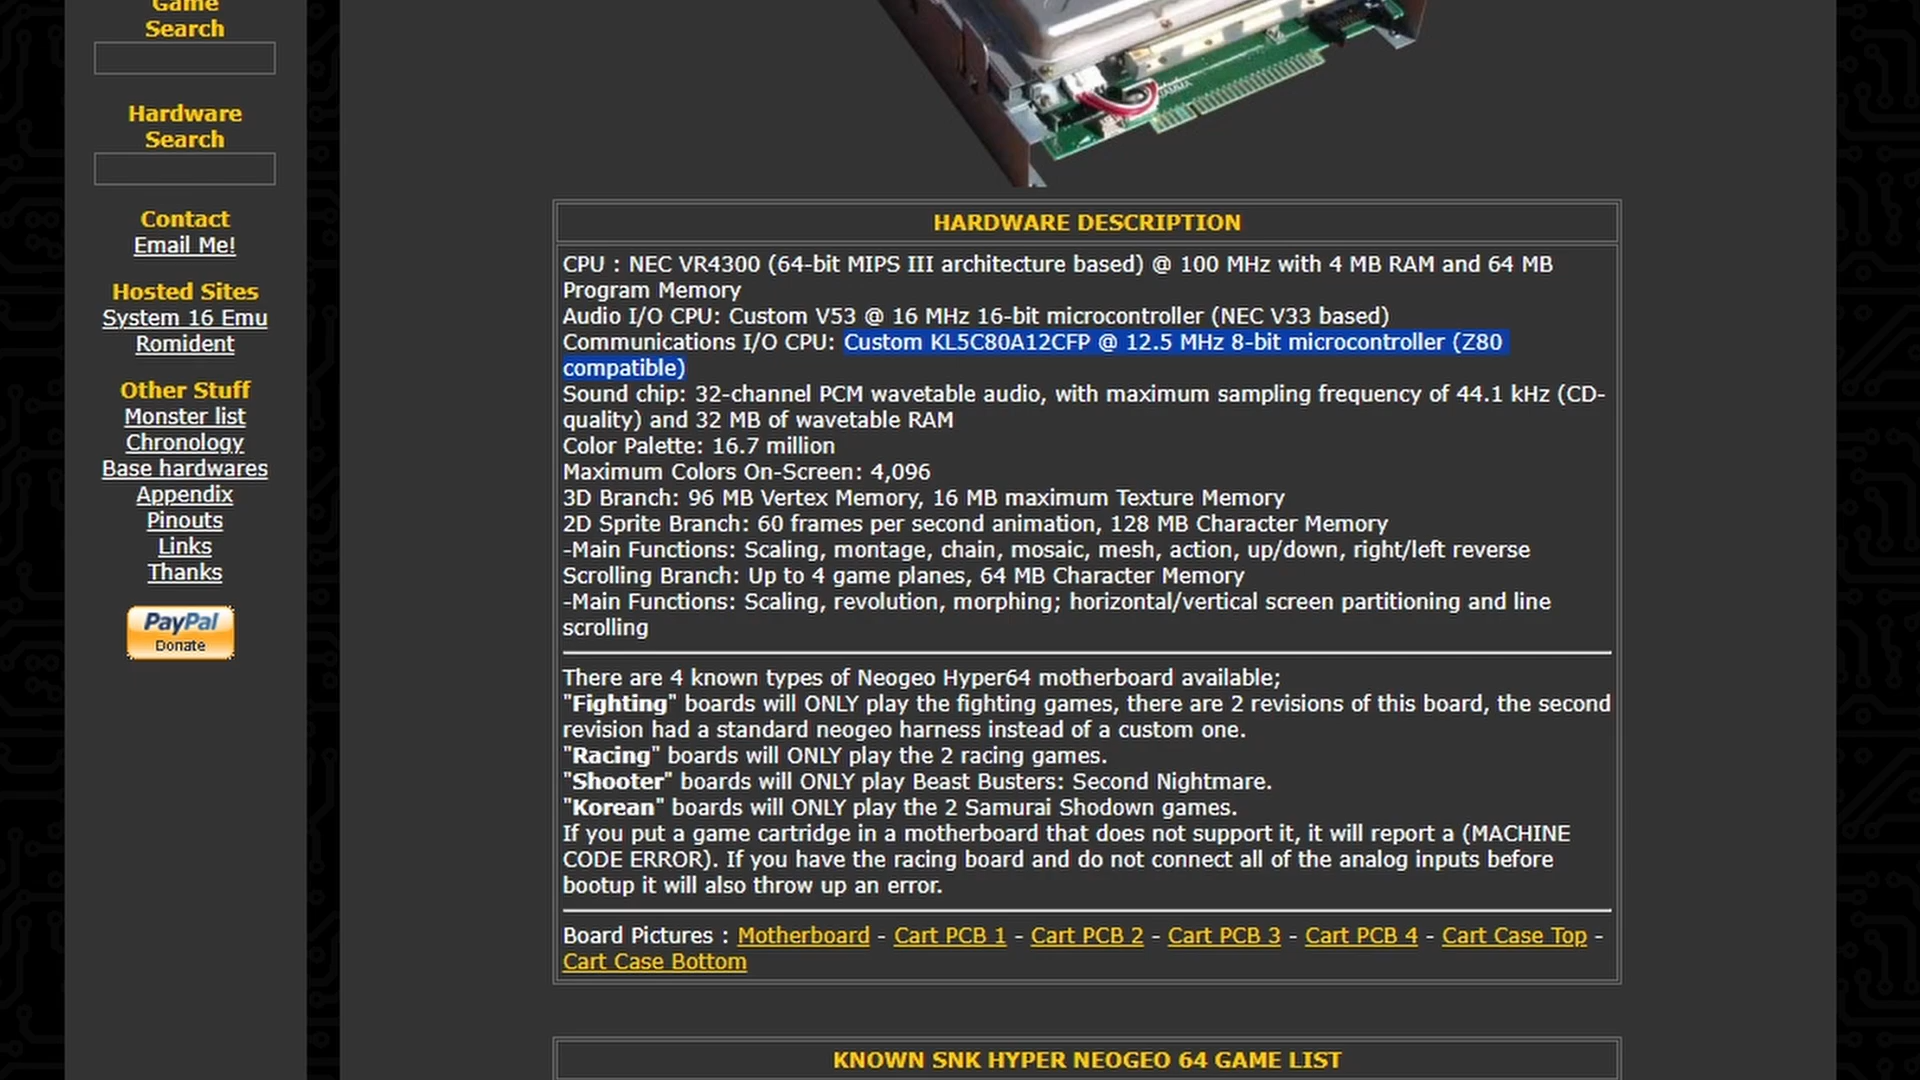 Game
Search
Hardware
Search
Contact
Email Me!
Hosted Sites
System 16 Emu
Romident
Other Stuff
Monster list
Chronology
Base hardwares
Appendix
Pinouts
Links
Thanks
PayPal
Donate
HARDWARE DESCRIPTION
CPU : NEC VR4300 (64-bit MIPS III architecture based) @ 100 MHz with 4 MB RAM and 64 MB
Program Memory
Audio I/O CPU: Custom V53 @ 16 MHz 16-bit microcontroller (NEC V33 based)
Communications I/O CPU: Custom KL5C80A12CFP @ 12.5 MHz 8-bit microcontroller (Z80
compatible)
Sound chip: 32-channel PCM wavetable audio, with maximum sampling frequency of 44.1 kHz (CD-
quality) and 32 MB of wavetable RAM
Color Palette: 16.7 million
Maximum Colors On-Screen: 4,096
3D Branch: 96 MB Vertex Memory, 16 MB maximum Texture Memory
2D Sprite Branch: 60 frames per second animation, 128 MB Character Memory
-Main Functions: Scaling, montage, chain, mosaic, mesh, action, up/down, right/left reverse
Scrolling Branch: Up to 4 game planes, 64 MB Character Memory
-Main Functions: Scaling, revolution, morphing; horizontal/vertical screen partitioning and line
scrolling
There are 4 known types of Neogeo Hyper64 motherboard available;
"Fighting" boards will ONLY play the fighting games, there are 2 revisions of this board, the second
revision had a standard neogeo harness instead of a custom one.
"Racing" boards will ONLY play the 2 racing games.
"Shooter" boards will ONLY play Beast Busters: Second Nightmare.
"Korean" boards will ONLY play the 2 Samurai Shodown games.
If you put a game cartridge in a motherboard that does not support it, it will report a (MACHINE
CODE ERROR). If you have the racing board and do not connect all of the analog inputs before
bootup it will also throw up an error.
Board Pictures : Motherboard - Cart PCB 1 - Cart PCB 2 - Cart PCB 3 - Cart PCB 4 - Cart Case Top -
Cart Case Bottom
KNOWN SNK HYPER NEOGEO 64 GAME LIST